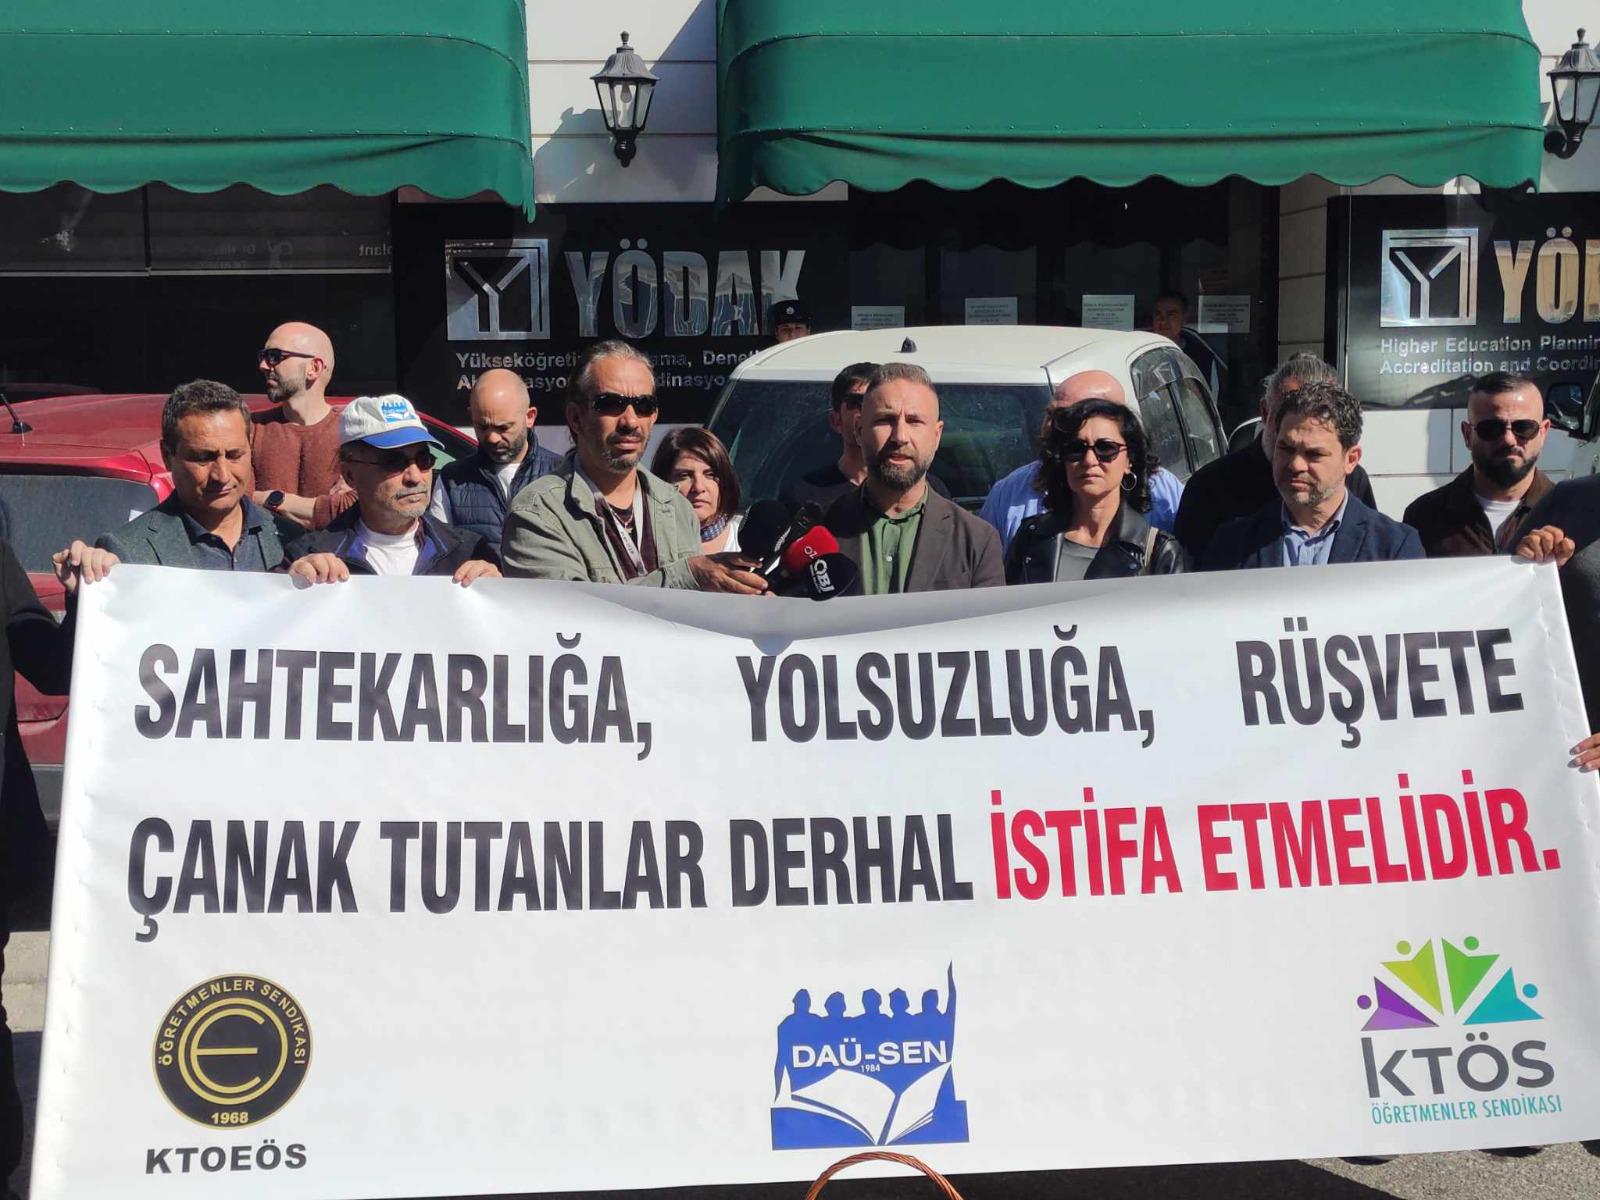 YÖDAK
Higher Education Plannin
Accreditation and Coordin
SAHTEKARLIĞA, YOLSUZLUĞA, RÜŞVETE
ÇANAK TUTANLAR DERHAL İSTİFA ETMELİDİR.
ÖĞRETMENLER SENDİKASI
1968
KTOEÖS
DAÜ-SEN
1984
KTÖS
ÖĞRETMENLER SENDİKASI